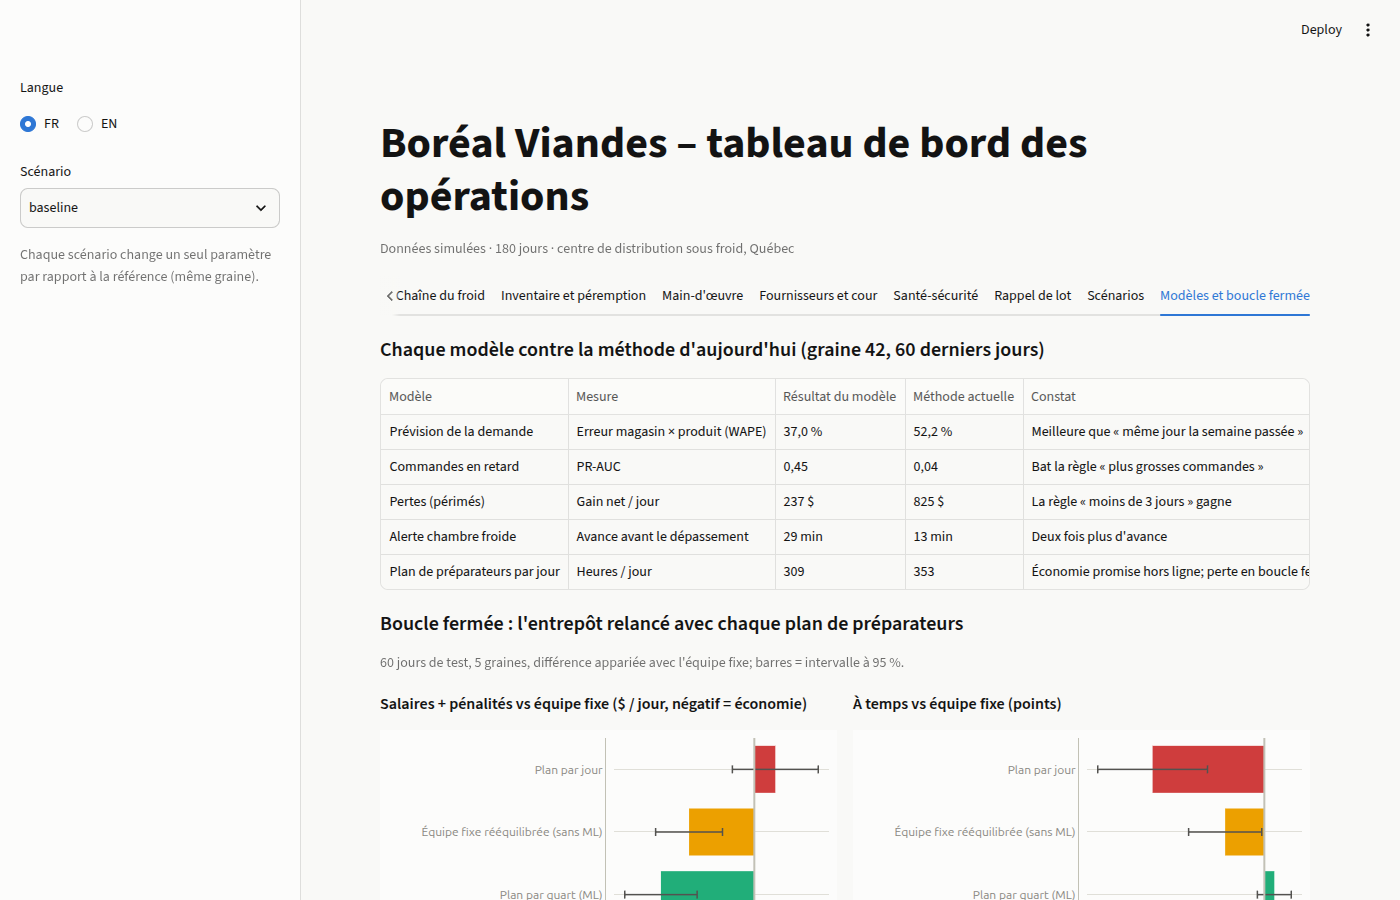 Deploy
Langue
FR
EN
Scénario
baseline
Chaque scénario change un seul paramètre
par rapport à la référence (même graine).
Boréal Viandes – tableau de bord des
opérations
Données simulées · 180 jours · centre de distribution sous froid, Québec
Chaîne du froid Inventaire et péremption Main-d'œuvre Fournisseurs et cour Santé-sécurité Rappel de lot Scénarios Modèles et boucle fermée
Chaque modèle contre la méthode d'aujourd'hui (graine 42, 60 derniers jours)
Modèle Mesure Résultat du modèle Méthode actuelle Constat
Prévision de la demande Erreur magasin × produit (WAPE) 37,0 % 52,2 % Meilleure que « même jour la semaine passée »
Commandes en retard PR-AUC 0,45 0,04 Bat la règle « plus grosses commandes »
Pertes (périmés) Gain net / jour 237 $ 825 $ La règle « moins de 3 jours » gagne
Alerte chambre froide Avance avant le dépassement 29 min 13 min Deux fois plus d'avance
Plan de préparateurs par jour Heures / jour 309 353 Économie promise hors ligne; perte en boucle fe
Boucle fermée : l'entrepôt relancé avec chaque plan de préparateurs
60 jours de test, 5 graines, différence appariée avec l'équipe fixe; barres = intervalle à 95 %.
Salaires + pénalités vs équipe fixe ($ / jour, négatif = économie)
Plan par jour
Équipe fixe rééquilibrée (sans ML)
Plan par quart (ML)
À temps vs équipe fixe (points)
Plan par jour
Équipe fixe rééquilibrée (sans ML)
Plan par quart (ML)